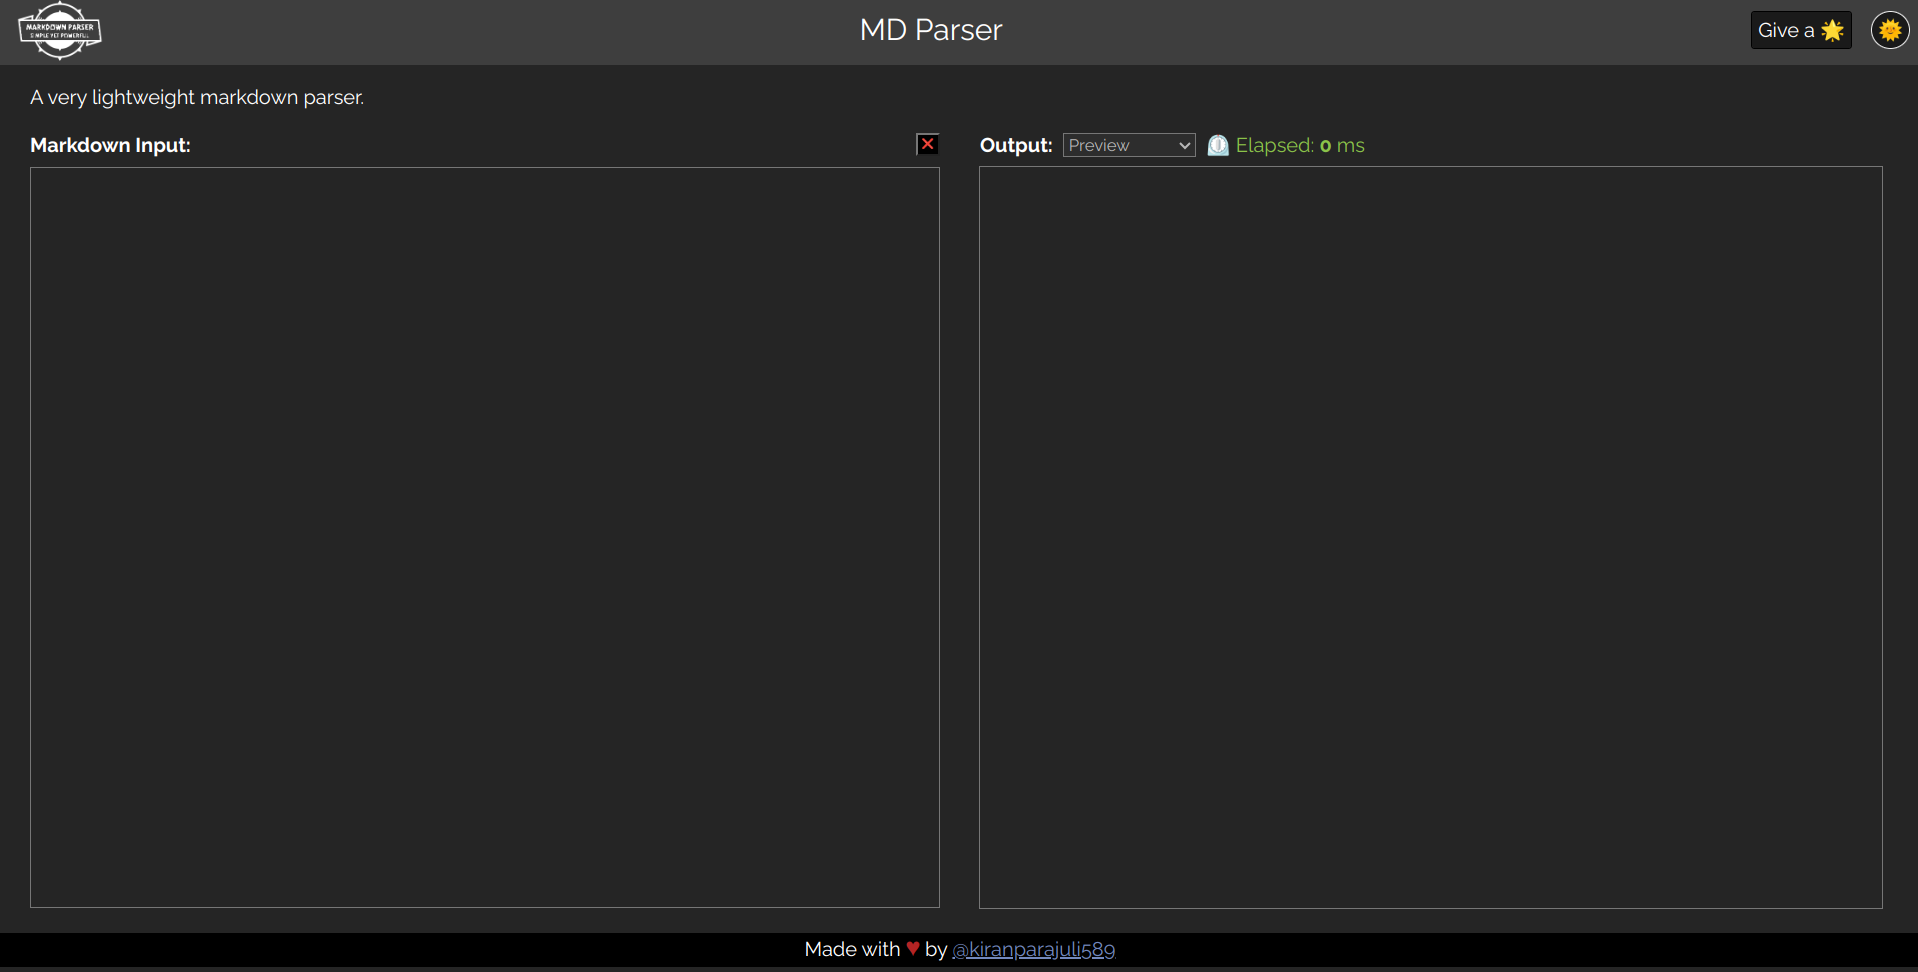 MARKDOWN PARSER
SIMPLE YET POWERFUL
MD Parser
Give a 🌟
🌞
A very lightweight markdown parser.
Markdown Input:
❌
Output: Preview ⏲ Elapsed: 0 ms
Made with ♥ by @kiranparajuli589